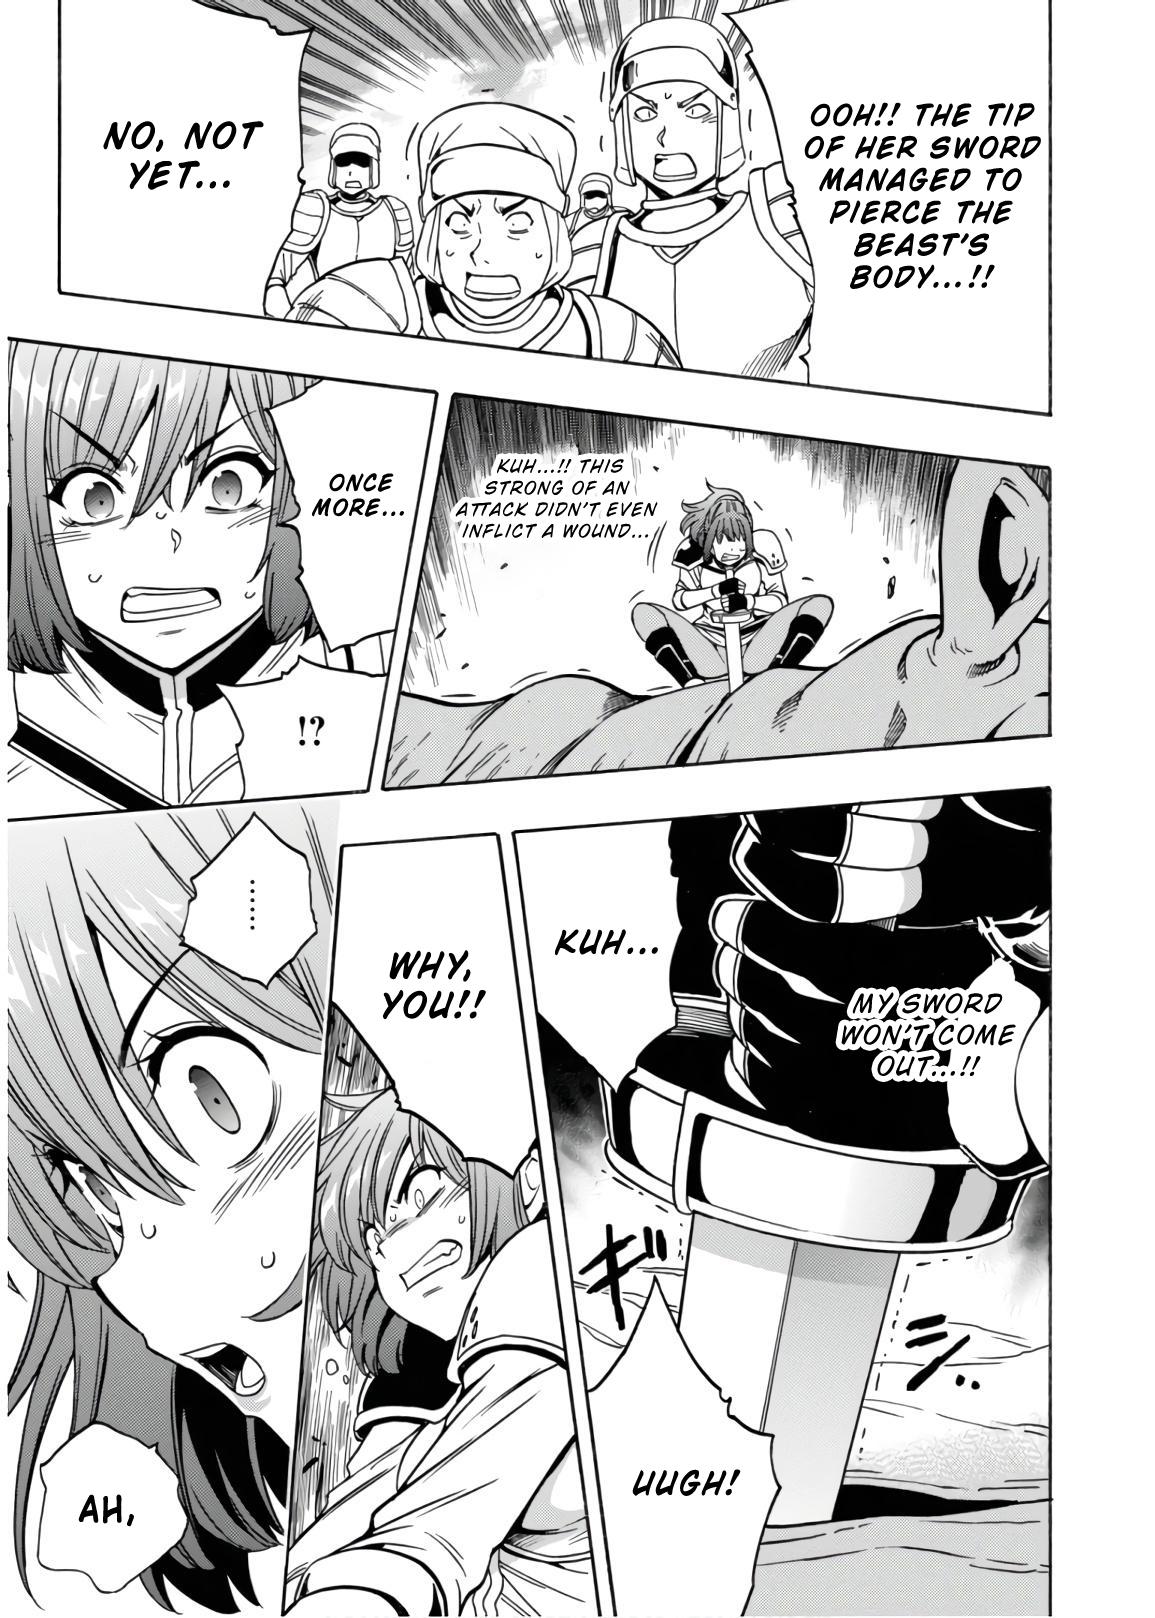 OOH!! THE TIP
OF HER SWORD
MANAGED TO
PIERCE THE
BEAST'S
BODY...!!
NO, NOT
YET...
KUH...!! THIS
STRONG OF AN
ATTACK DIDN'T EVEN
INFLICT A WOUND...
ONCE
MORE...
!?
KUH...
MY SWORD
WON'T COME
OUT...!!
ギッ
ミシ..
UUGH!
WHY,
YOU!!
......
AH,